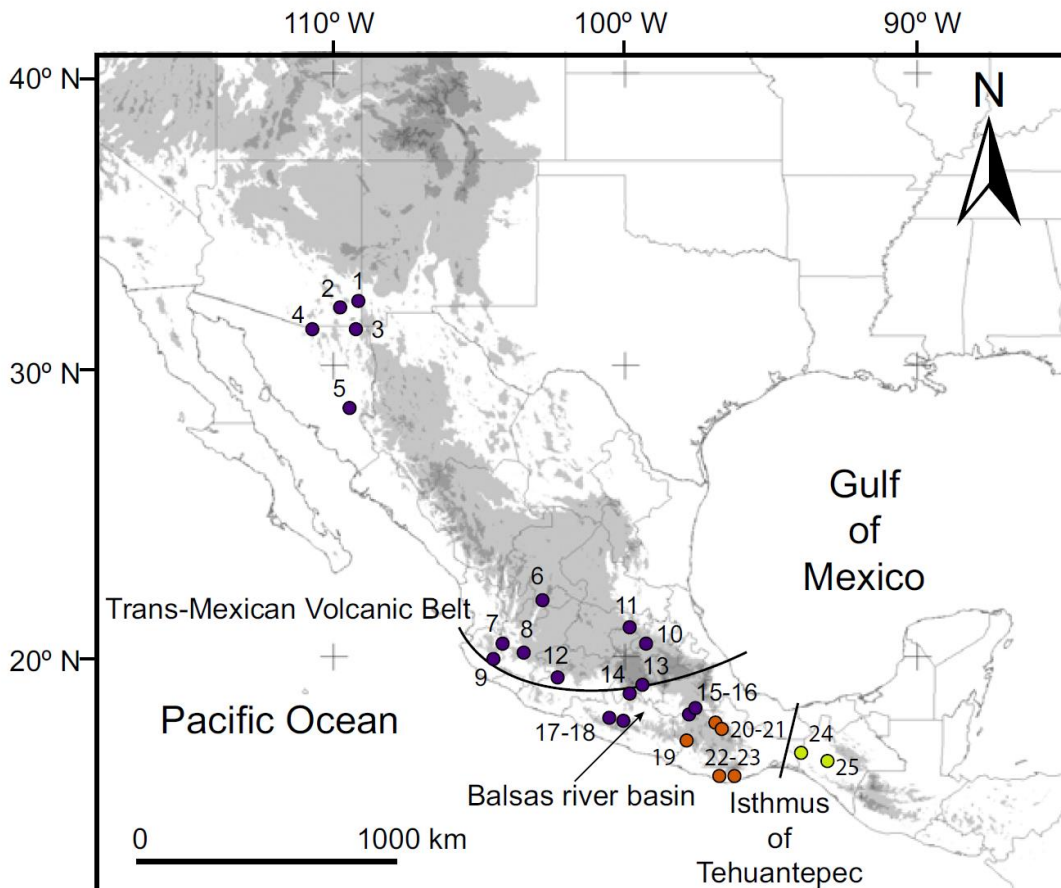 110º W
100º W
90º W
40º N
N
1
2
4
3
30º N
5
Gulf
of
Mexico
6
Trans-Mexican Volcanic Belt
11
7
8
10
20º N
12
13
9
14
15-16
Pacific Ocean
17-18
20-21
24
19
22-23
25
Balsas river basin
Isthmus
of
Tehuantepec
0
1000 km